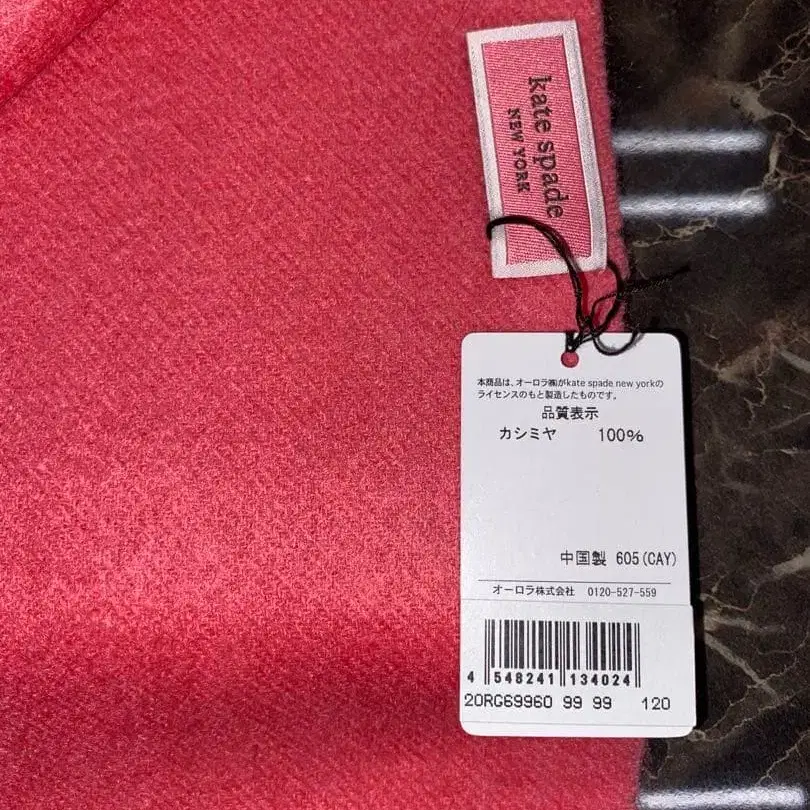 kate spade
NEW YORK
本商品は、オーロラ㈱がkate spade new yorkの
ライセンスのもと製造したものです。
品質表示
カシミヤ 100%
中国製 605(CAY)
オーロラ株式会社 0120-527-559
4 548241 134024
20RG69960 99 99 120